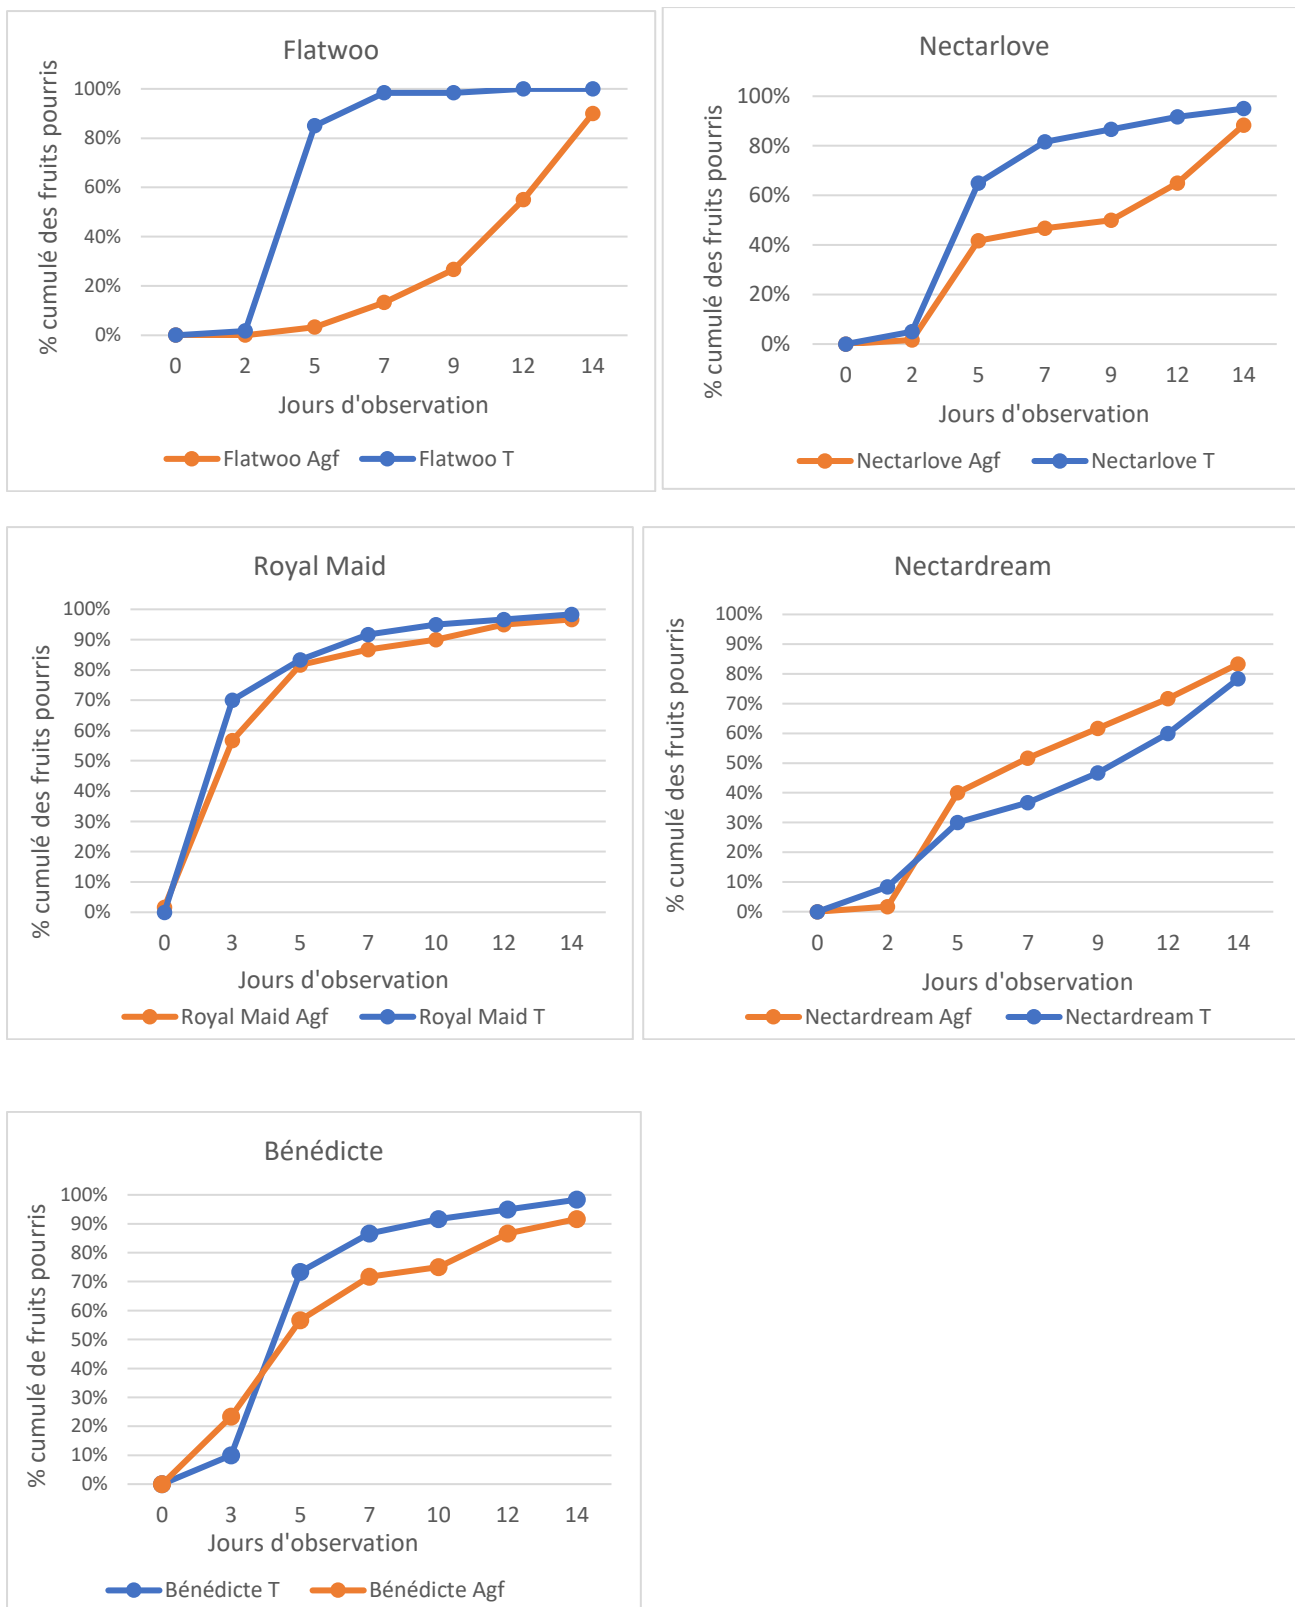 Flatwoo
% cumulé des fruits pourris
100%
80%
60%
40%
20%
0%
0 2 5 7 9 12 14
Jours d'observation
Flatwoo Agf Flatwoo T
Nectarlove
% cumulé des fruits pourris
100%
80%
60%
40%
20%
0%
0 2 5 7 9 12 14
Jours d'observation
Nectarlove Agf Nectarlove T
Royal Maid
% cumulé des fruits pourris
100%
90%
80%
70%
60%
50%
40%
30%
20%
10%
0%
0 3 5 7 10 12 14
Jours d'observation
Royal Maid Agf Royal Maid T
Nectardream
% cumulé des fruits pourris
100%
90%
80%
70%
60%
50%
40%
30%
20%
10%
0%
0 2 5 7 9 12 14
Jours d'observation
Nectardream Agf Nectardream T
Bénédicte
% cumulé de fruits pourris
100%
90%
80%
70%
60%
50%
40%
30%
20%
10%
0%
0 3 5 7 10 12 14
Jours d'observation
Bénédicte T Bénédicte Agf